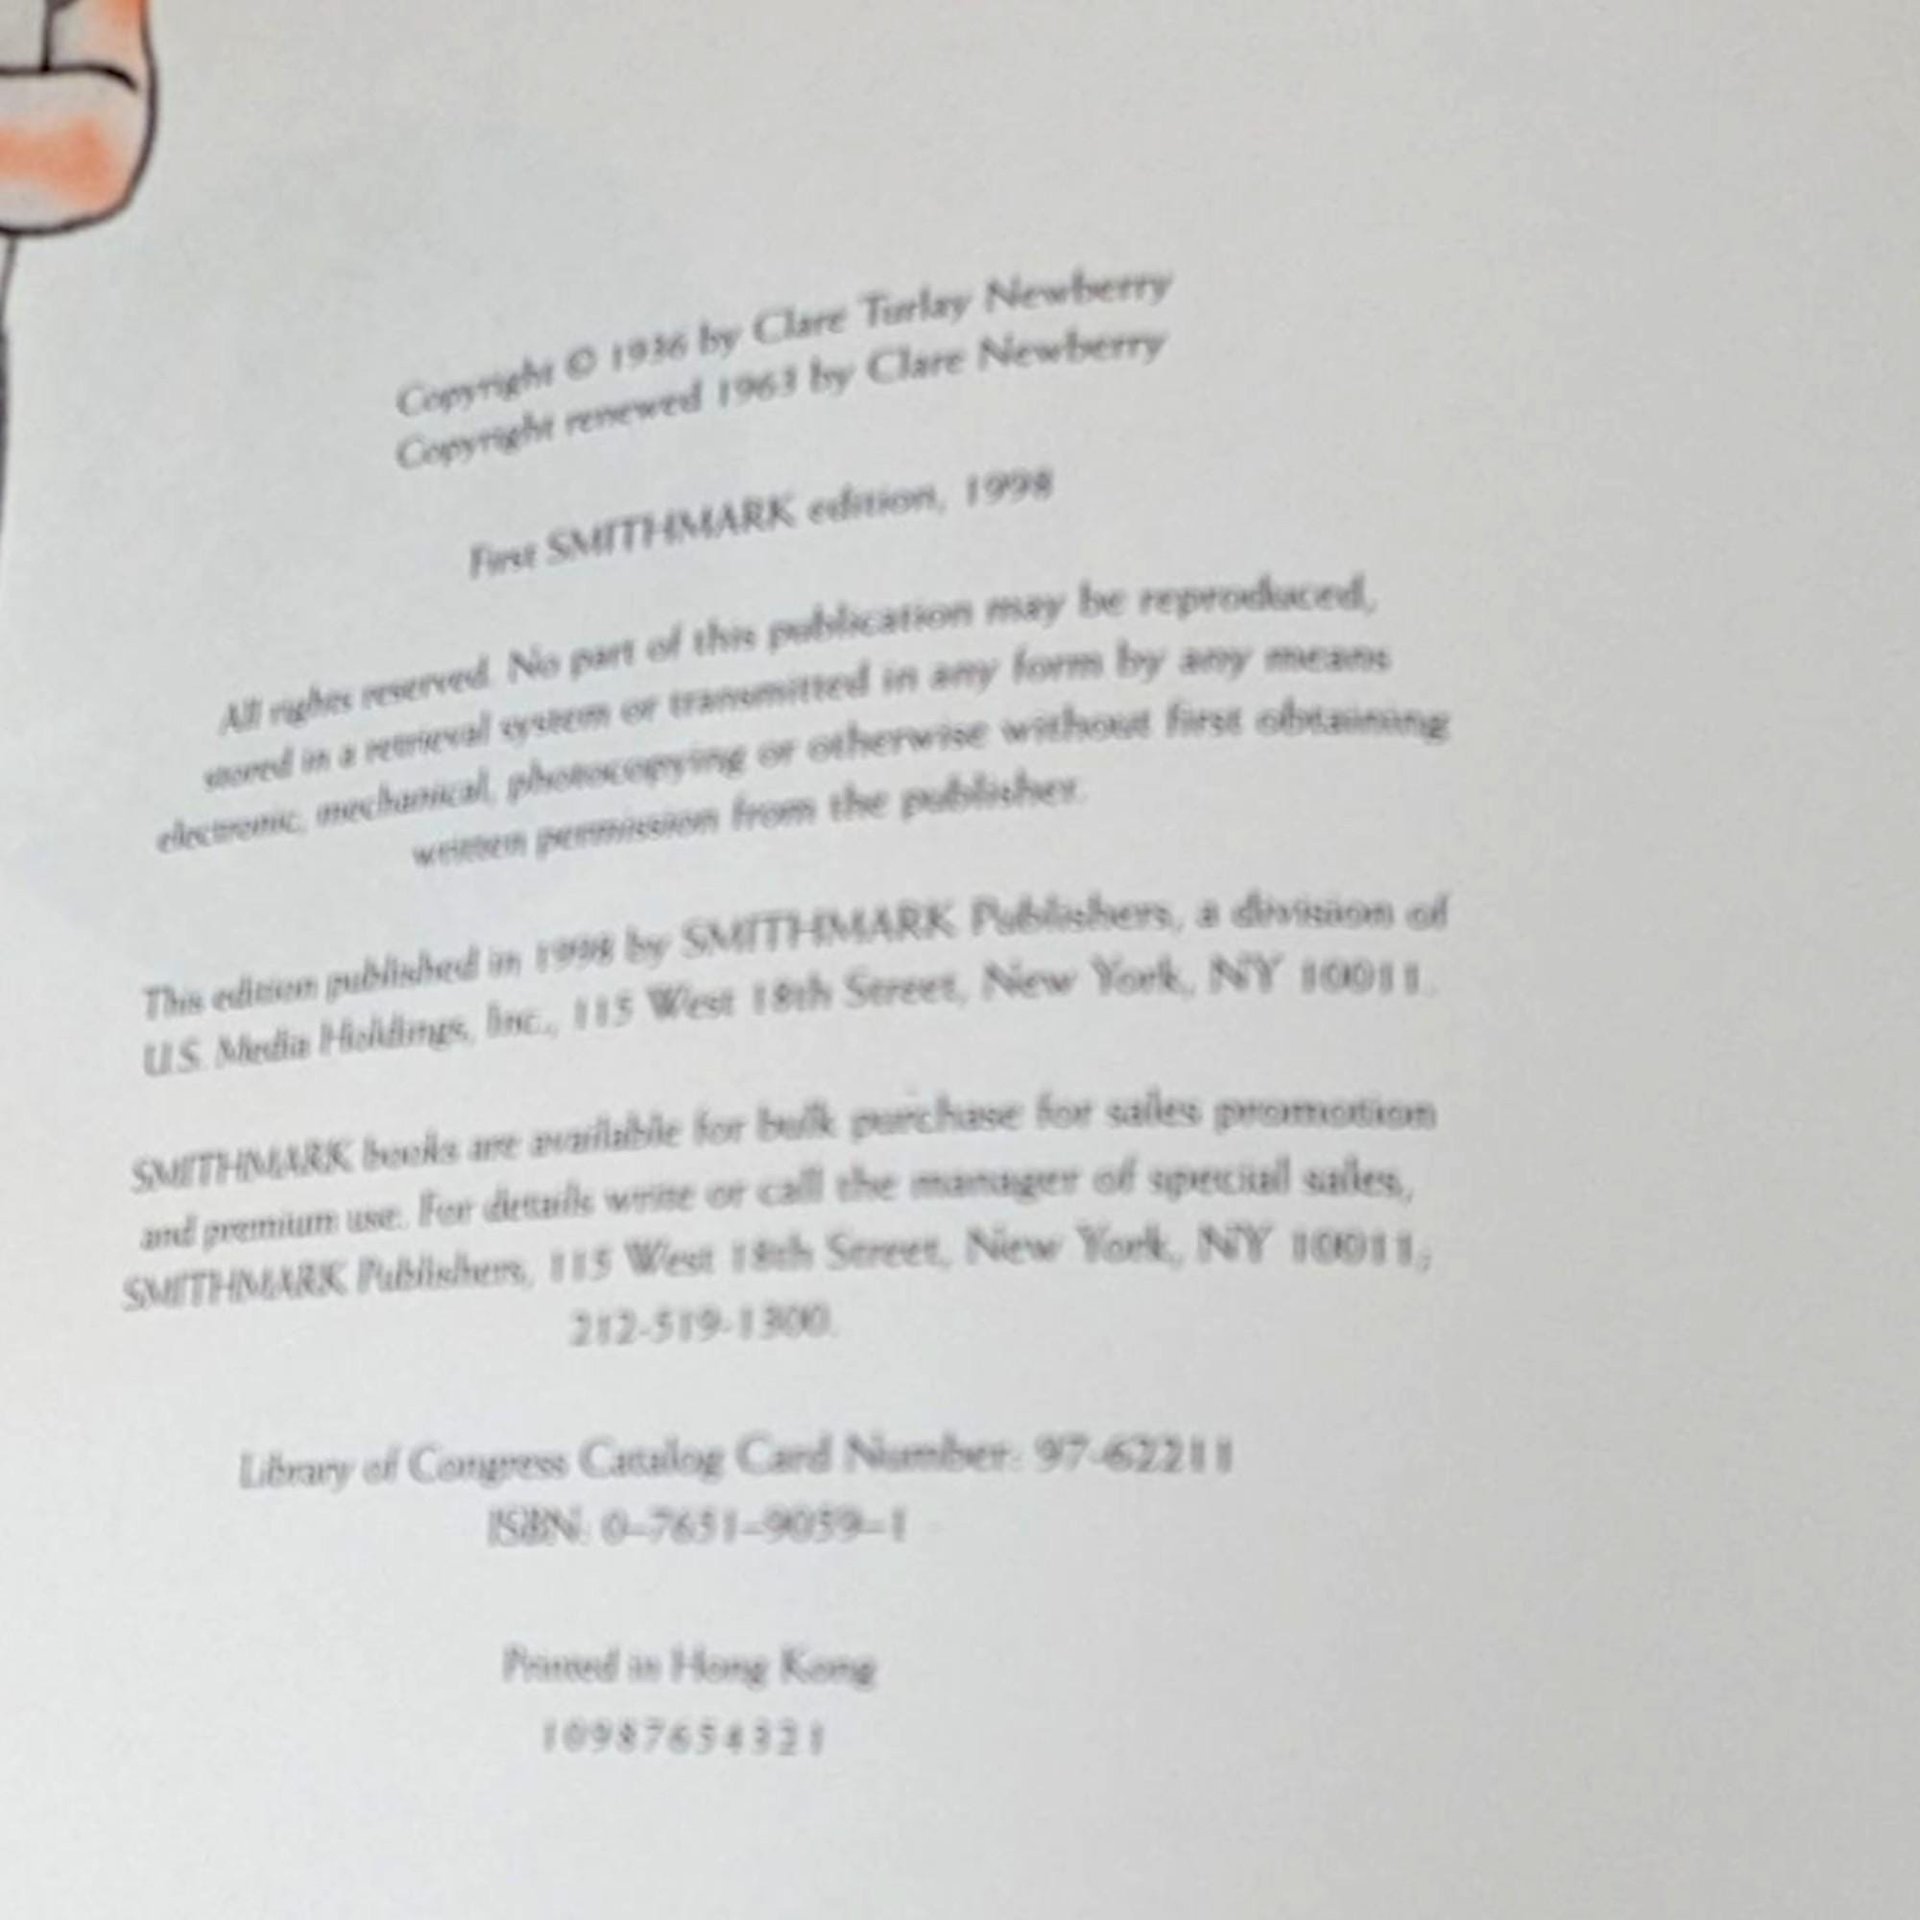 Copyright © 1936 by Clare Turlay Newberry
Copyright renewed 1963 by Clare Newberry
First SMITHMARK edition, 1998
All rights reserved. No part of this publication may be reproduced,
stored in a retrieval system or transmitted in any form by any means
electronic, mechanical, photocopying or otherwise without first obtaining
written permission from the publisher.
This edition published in 1998 by SMITHMARK Publishers, a division of
U.S. Media Holdings, Inc., 115 West 18th Street, New York, NY 10011.
SMITHMARK books are available for bulk purchase for sales promotion
and premium use. For details write or call the manager of special sales,
SMITHMARK Publishers, 115 West 18th Street, New York, NY 10011;
212-519-1300.
Library of Congress Catalog Card Number: 97-62211
ISBN: 0–7651–9059–1
Printed in Hong Kong
10987654321